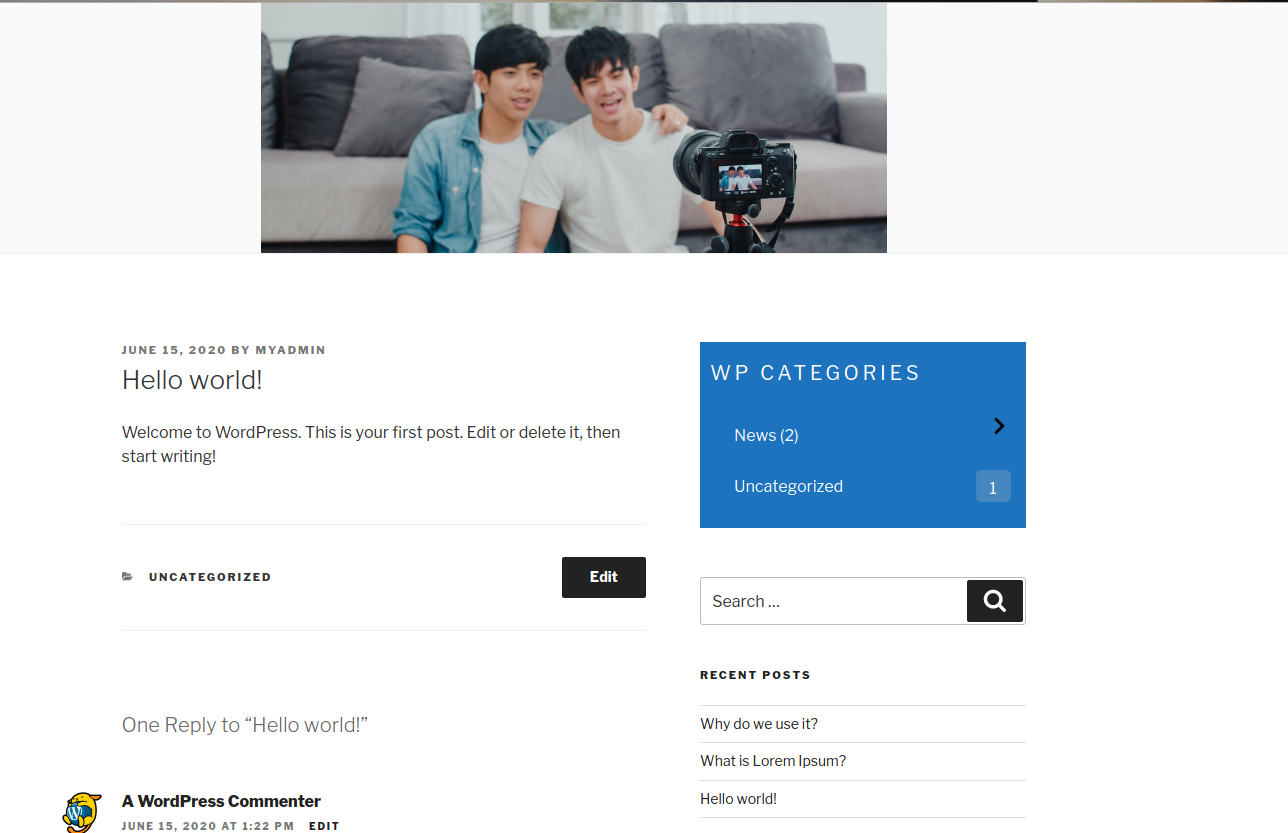 JUNE 15, 2020 BY MYADMIN
Hello world!
Welcome to WordPress. This is your first post. Edit or delete it, then
start writing!
UNCATEGORIZED
Edit
One Reply to “Hello world!”
A WordPress Commenter
JUNE 15, 2020 AT 1:22 PM EDIT
WP CATEGORIES
News (2)
Uncategorized 1
Search …
RECENT POSTS
Why do we use it?
What is Lorem Ipsum?
Hello world!